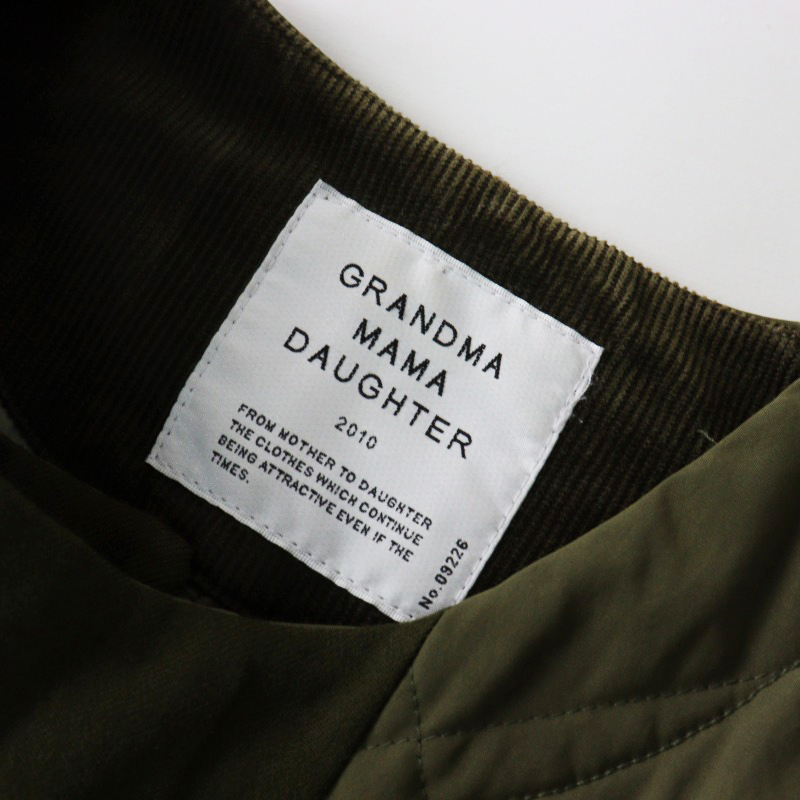 GRANDMA
MAMA
DAUGHTER
2010
FROM MOTHER TO DAUGHTER
THE CLOTHES WHICH CONTINUE
BEING ATTRACTIVE EVEN IF THE
TIMES.
No.09226